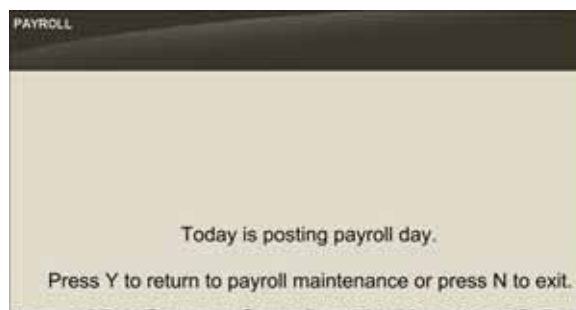 PAYROLL
Today is posting payroll day.
Press Y to return to payroll maintenance or press N to exit.